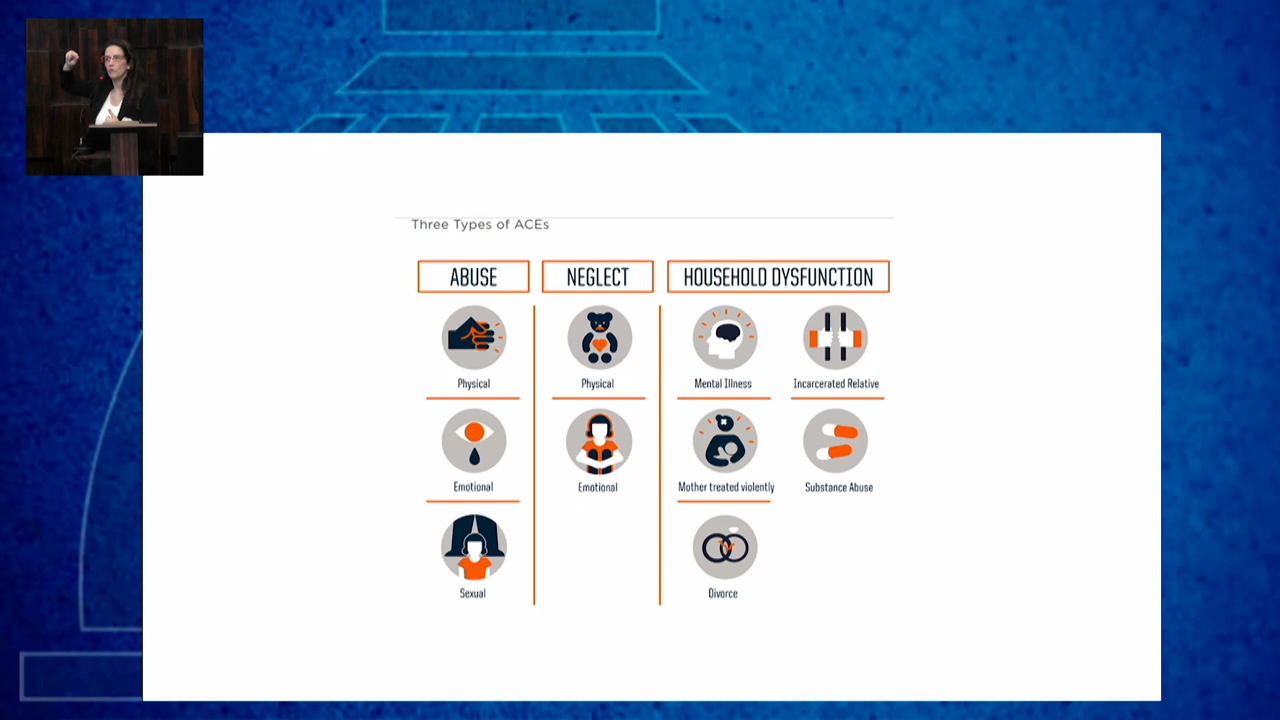 Three Types of ACEs
ABUSE
NEGLECT
HOUSEHOLD DYSFUNCTION
Physical
Physical
Mental Illness
Incarcerated Relative
Emotional
Emotional
Mother treated violently
Substance Abuse
Sexual
Divorce